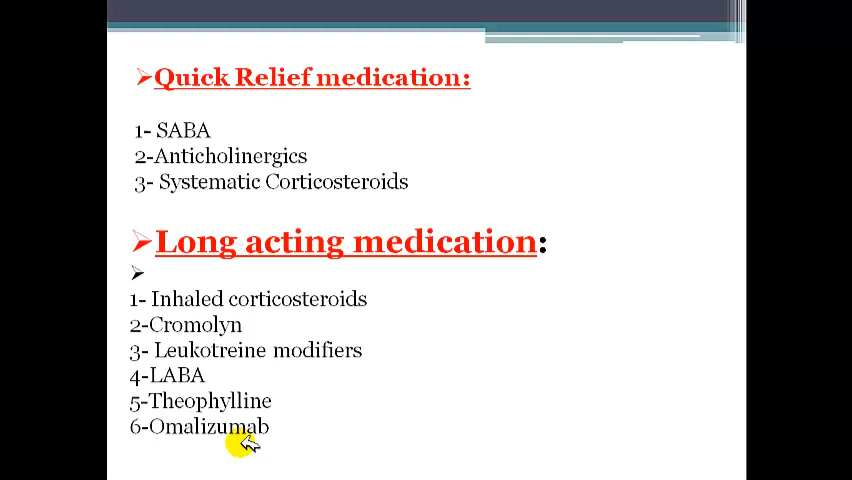 ➢Quick Relief medication:
1- SABA
2-Anticholinergics
3- Systematic Corticosteroids
➢Long acting medication:
➢
1- Inhaled corticosteroids
2-Cromolyn
3- Leukotreine modifiers
4-LABA
5-Theophylline
6-Omalizumab